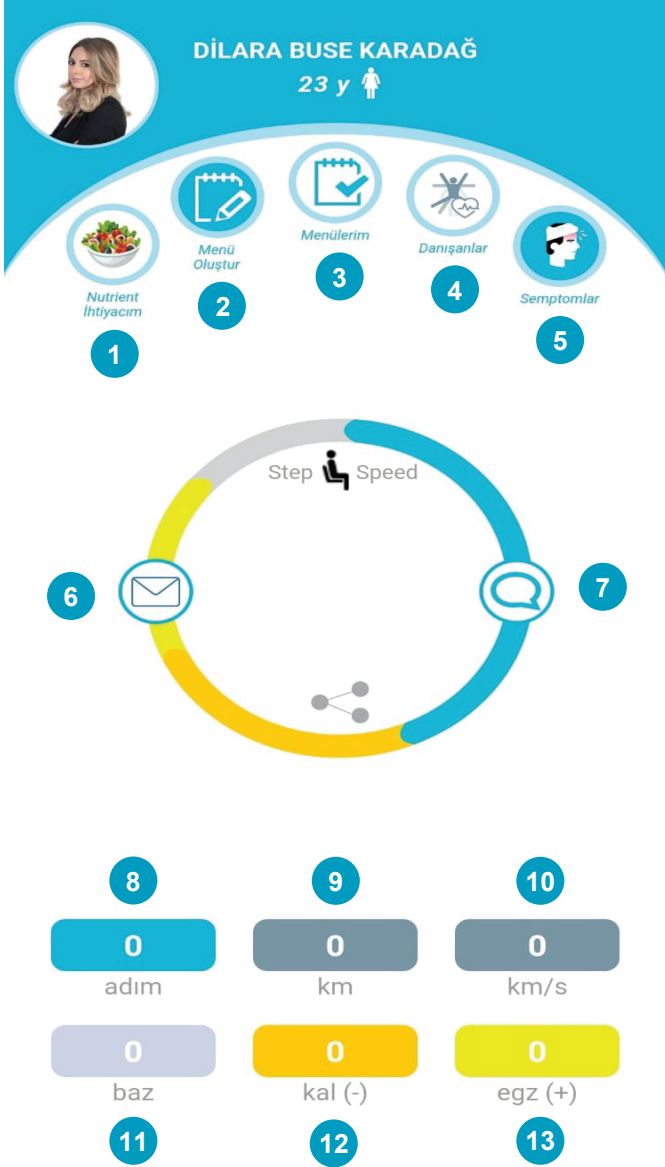 DİLARA BUSE KARADAĞ
23 y
Nutrient
İhtiyacım
1
Menü
Oluştur
2
Menülerim
3
Danışanlar
4
Semptomlar
5
Step Speed
6
7
8
9
10
0
0
0
adım
km
km/s
0
0
0
baz
kal (-)
egz (+)
11
12
13